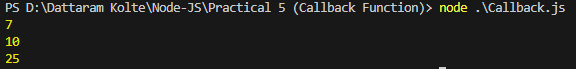 PS D:\Dattaram Kolte\Node-JS\Practical 5 (Callback Function)> node .\Callback.js
7
10
25